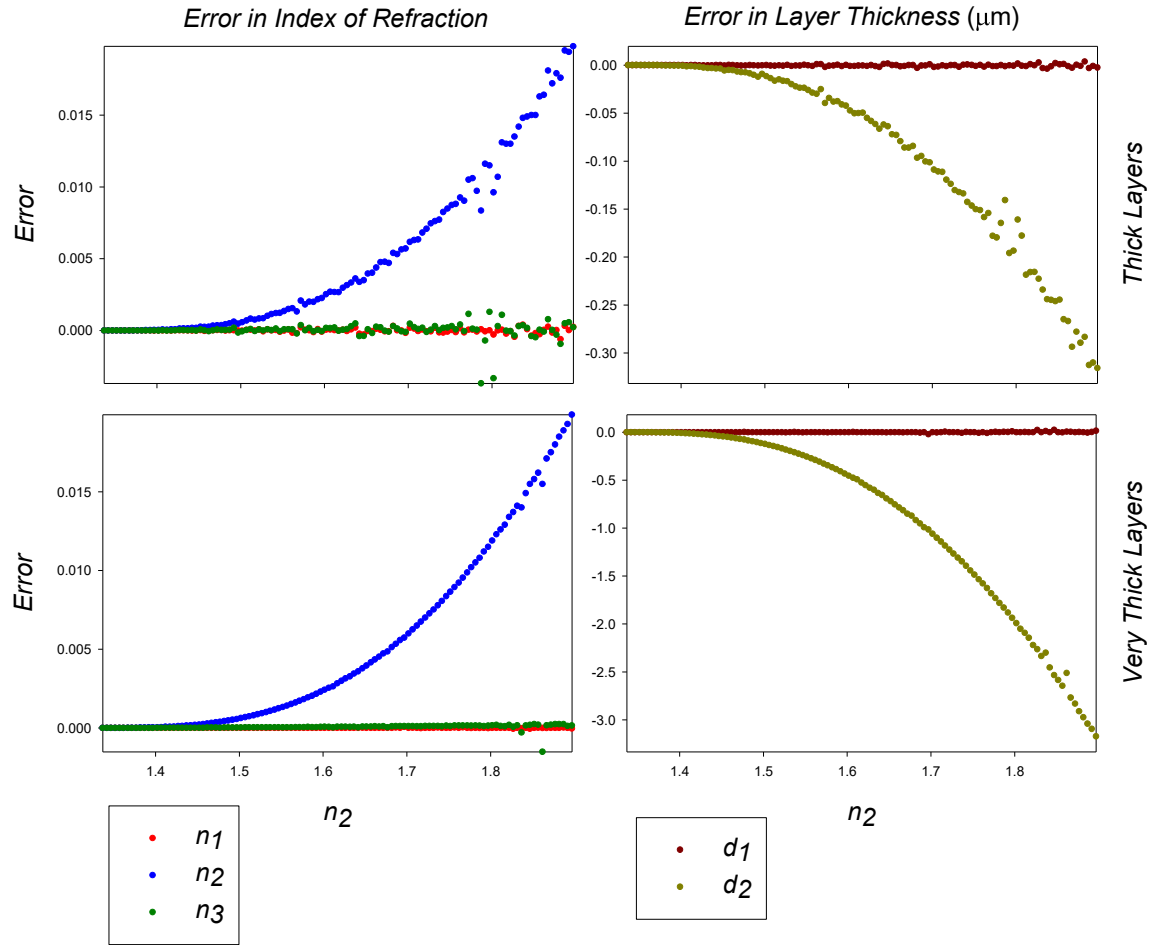 Error in Index of Refraction
Error in Layer Thickness (μm)
0.015
0.010
0.005
0.000
Error
0.00
-0.05
-0.10
-0.15
-0.20
-0.25
-0.30
Thick Layers
0.015
0.010
0.005
0.000
Error
1.4 1.5 1.6 1.7 1.8
n2
0.0
-0.5
-1.0
-1.5
-2.0
-2.5
-3.0
1.4 1.5 1.6 1.7 1.8
n2
Very Thick Layers
n1
n2
n3
d1
d2